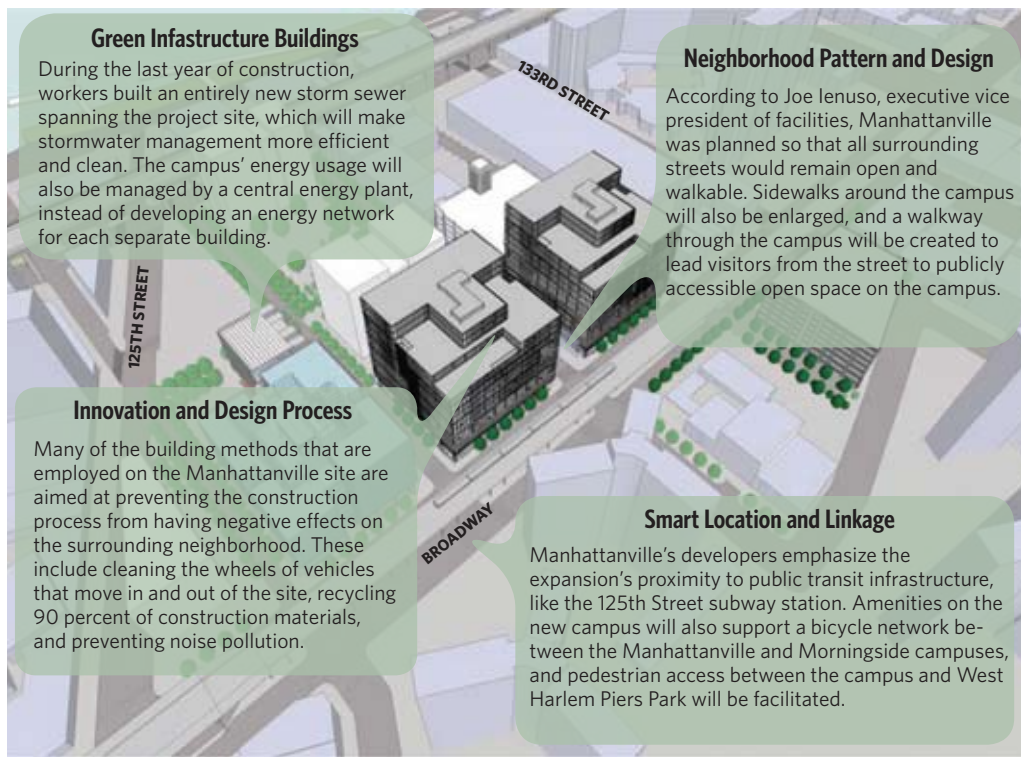 Green Infastructure Buildings
During the last year of construction,
workers built an entirely new storm sewer
spanning the project site, which will make
stormwater management more efficient
and clean. The campus’ energy usage will
also be managed by a central energy plant,
instead of developing an energy network
for each separate building.
133RD STREET
Neighborhood Pattern and Design
According to Joe Ienuso, executive vice
president of facilities, Manhattanville
was planned so that all surrounding
streets would remain open and
walkable. Sidewalks around the campus
will also be enlarged, and a walkway
through the campus will be created to
lead visitors from the street to publicly
accessible open space on the campus.
125TH STREET
Innovation and Design Process
Many of the building methods that are
employed on the Manhattanville site are
aimed at preventing the construction
process from having negative effects on
the surrounding neighborhood. These
include cleaning the wheels of vehicles
that move in and out of the site, recycling
90 percent of construction materials,
and preventing noise pollution.
BROADWAY
Smart Location and Linkage
Manhattanville’s developers emphasize the
expansion’s proximity to public transit infrastructure,
like the 125th Street subway station. Amenities on the
new campus will also support a bicycle network be-
tween the Manhattanville and Morningside campuses,
and pedestrian access between the campus and West
Harlem Piers Park will be facilitated.